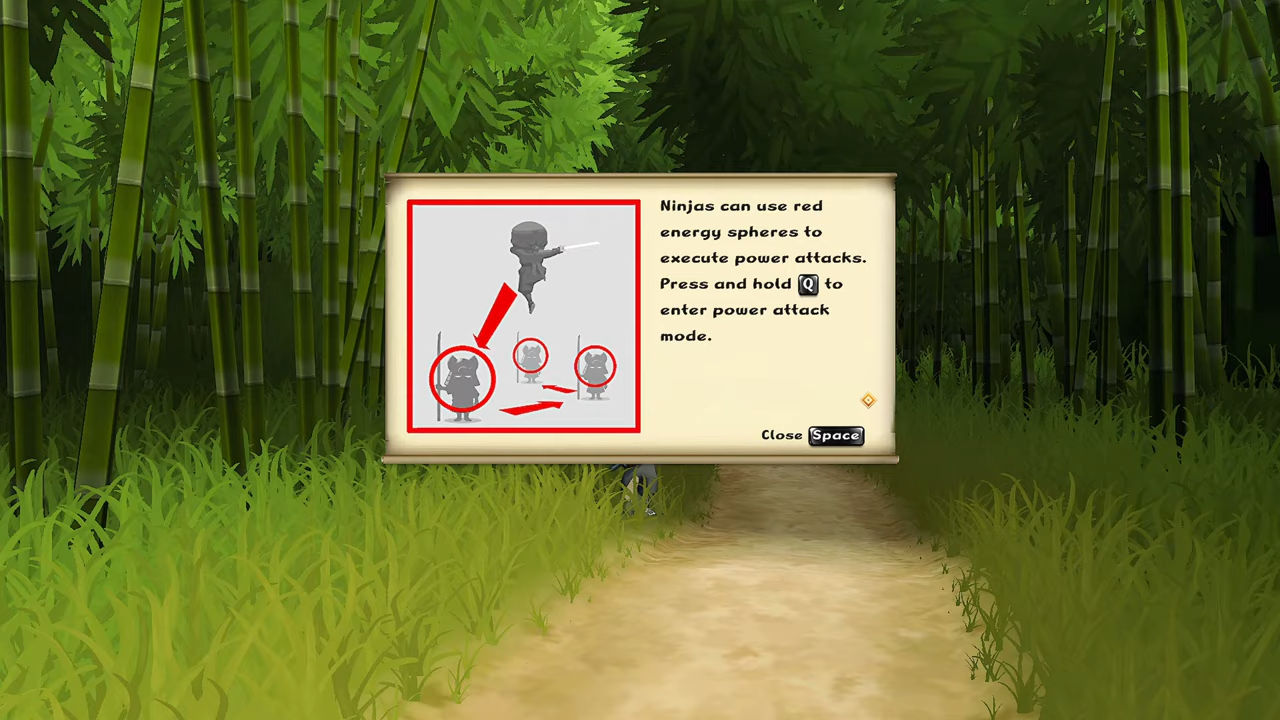 Ninjas can use red
energy spheres to
execute power attacks.
Press and hold Q to
enter power attack
mode.
Close Space